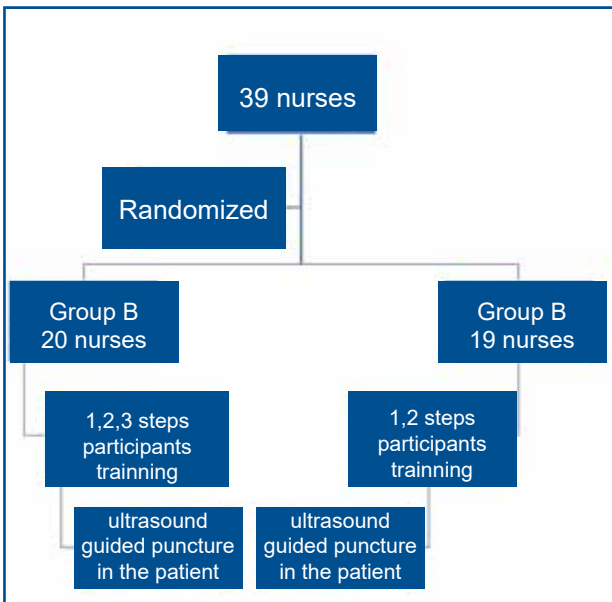 39 nurses
Randomized
Group B
20 nurses
Group B
19 nurses
1,2,3 steps
participants
trainning
1,2 steps
participants
trainning
ultrasound
guided puncture
in the patient
ultrasound
guided puncture
in the patient